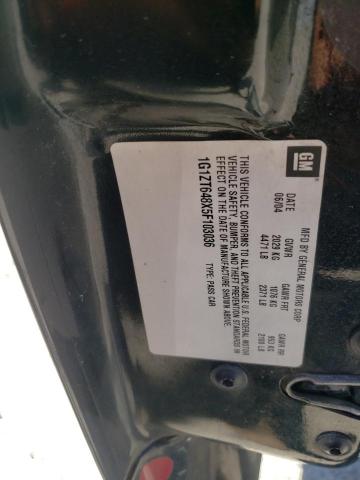 GM
MFD BY GENERAL MOTORS CORP
DATE GVWR GAWR FRT GAWR RR
06/04 2029 KG 1076 KG 953 KG
4471 LB 2371 LB 2100 LB
THIS VEHICLE CONFORMS TO ALL APPLICABLE U.S. FEDERAL MOTOR
VEHICLE SAFETY, BUMPER, AND THEFT PREVENTION STANDARDS IN
EFFECT ON THE DATE OF MANUFACTURE SHOWN ABOVE.
1G1ZT648X5F103036 TYPE: PASS CAR